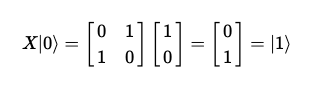 X|0⟩ = [0 1; 1 0] [1; 0] = [0; 1] = |1⟩